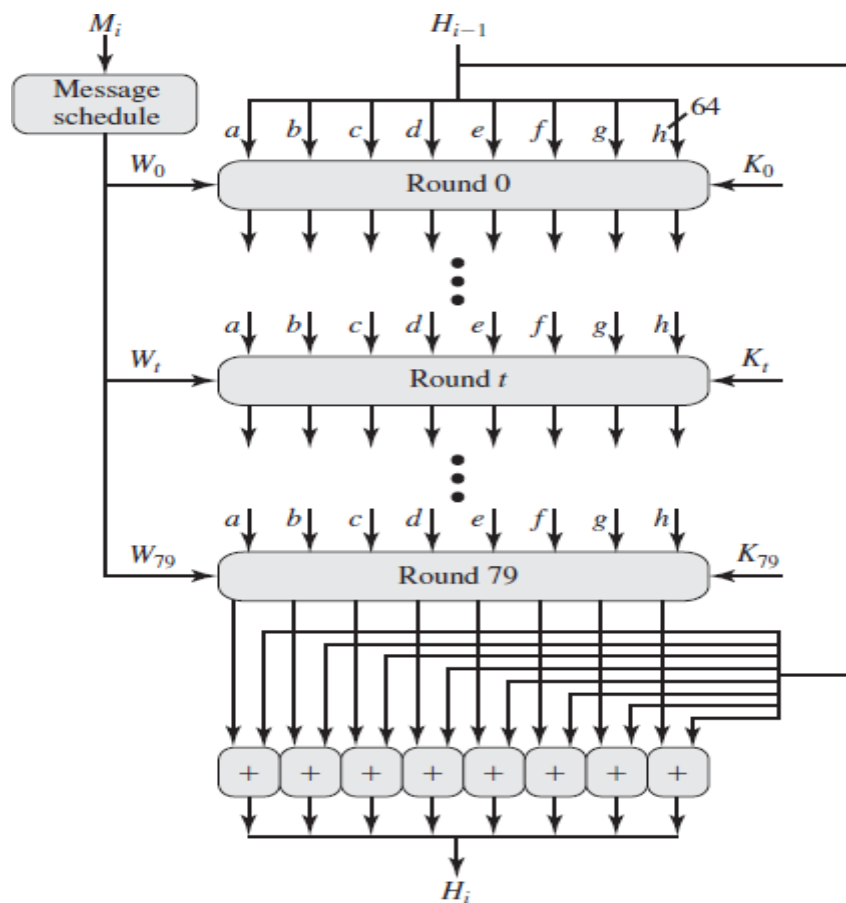 M_i H_{i−1}
Message
schedule
64
a b c d e f g h
W_0 Round 0 K_0
a b c d e f g h
W_t Round t K_t
a b c d e f g h
W_79 Round 79 K_79
+ + + + + + + +
H_i